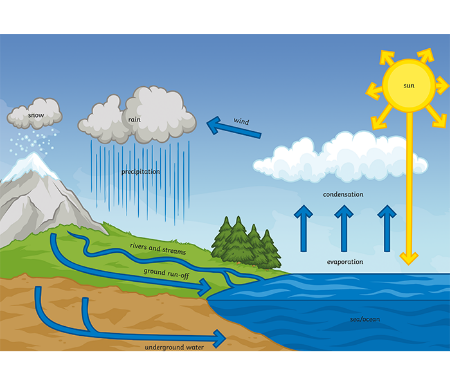 sun
snow
rain
wind
precipitation
condensation
rivers and streams
evaporation
ground run-off
sea/ocean
underground water